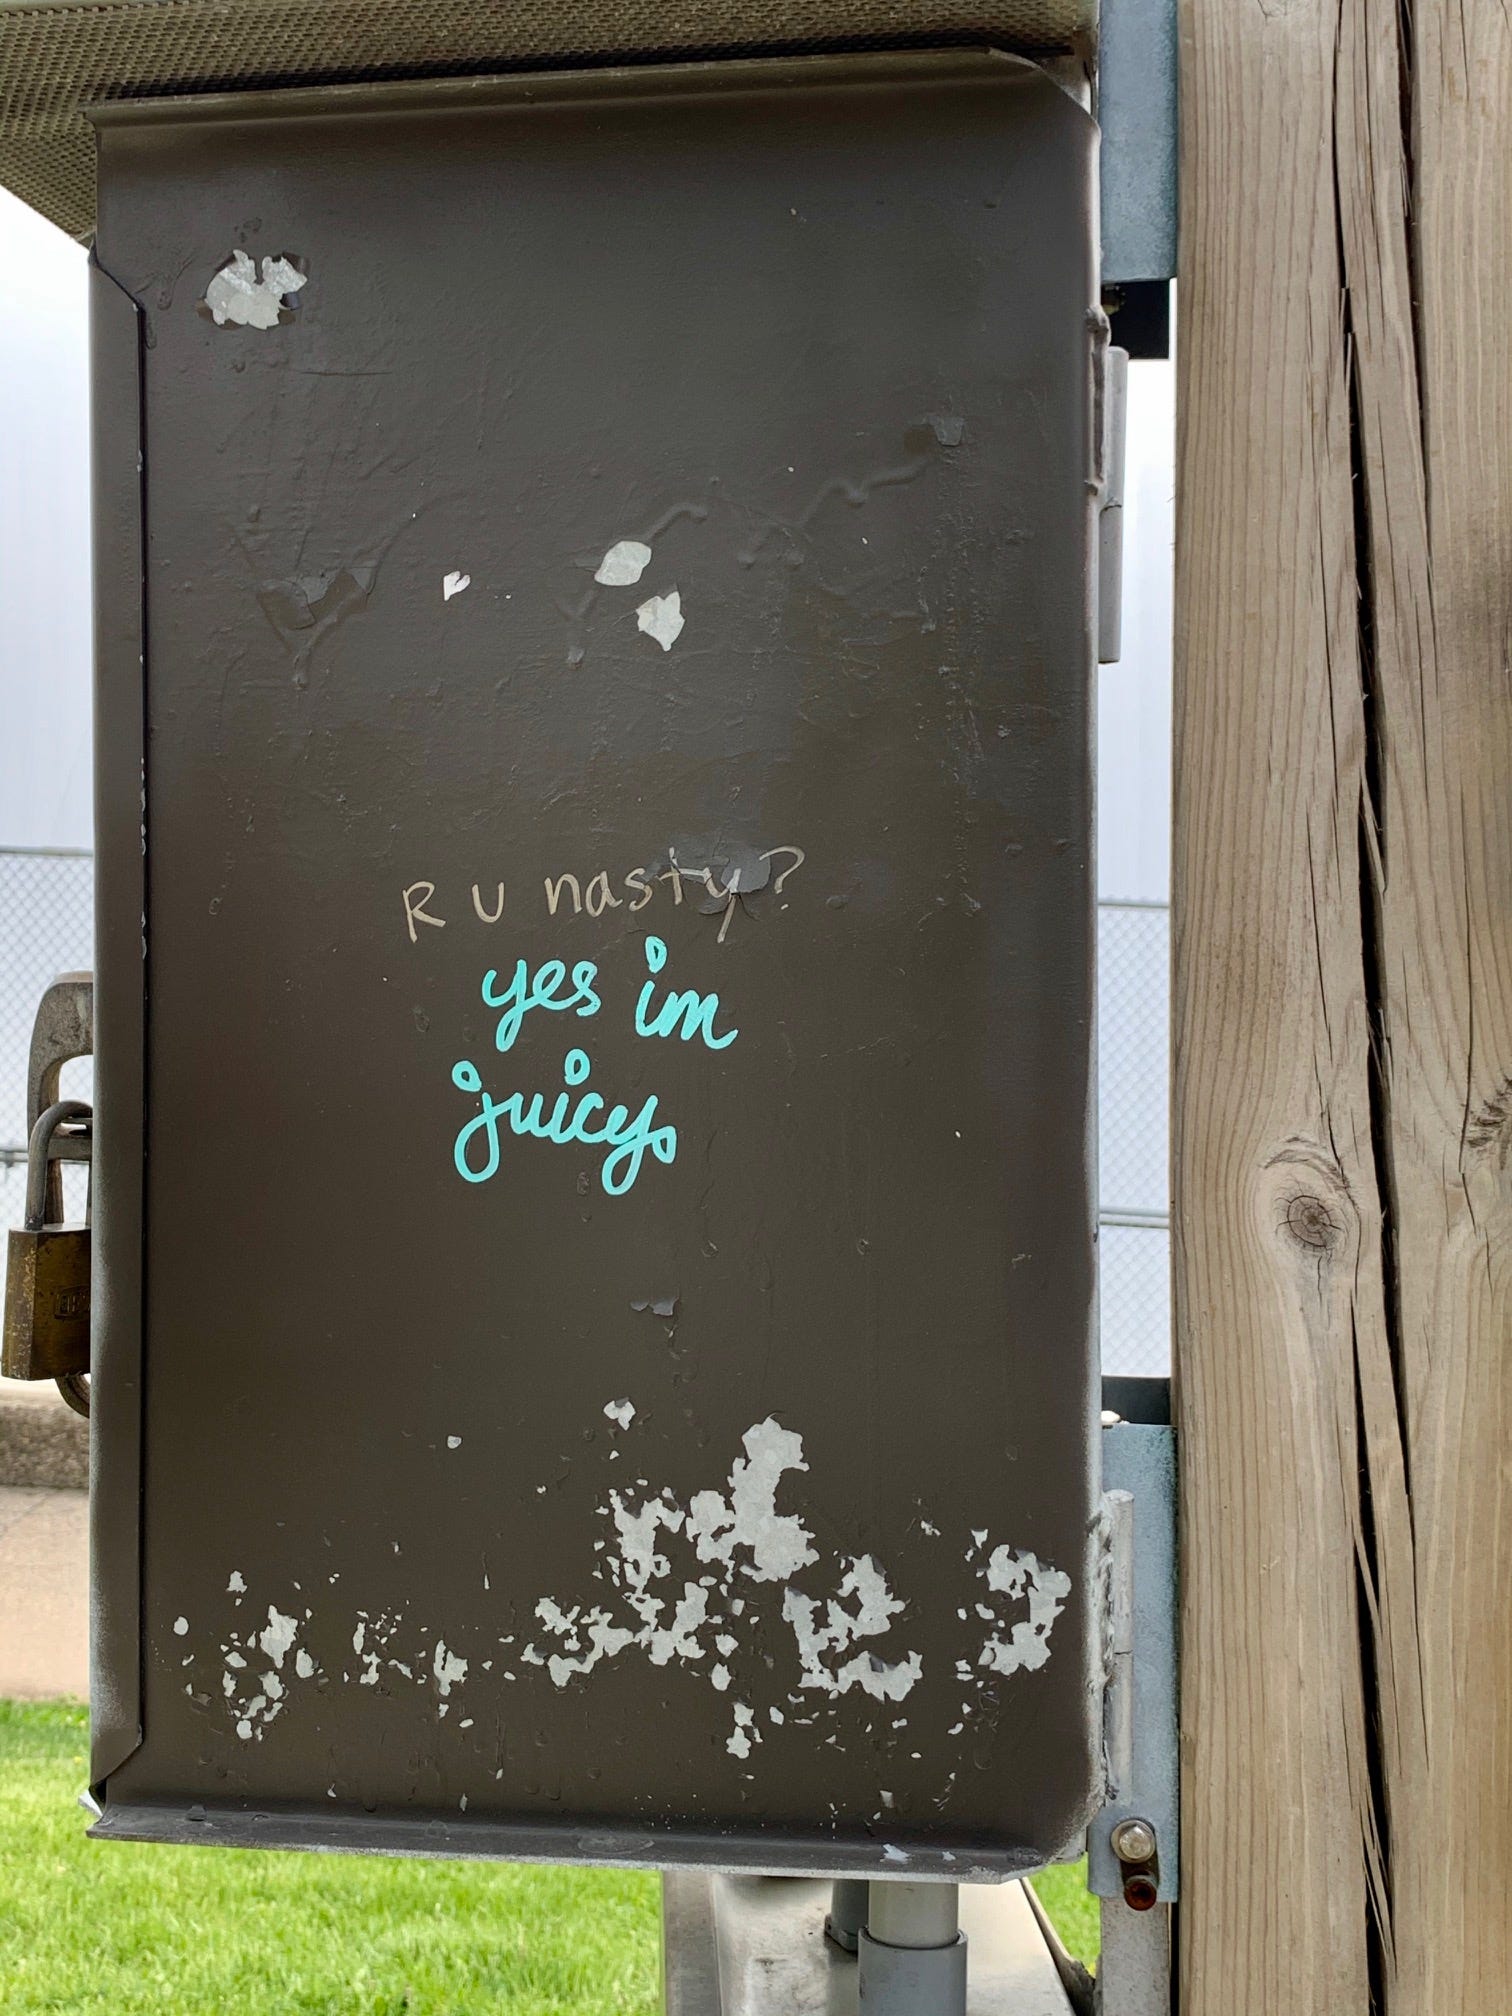 R U nasty?
yes im
juicy